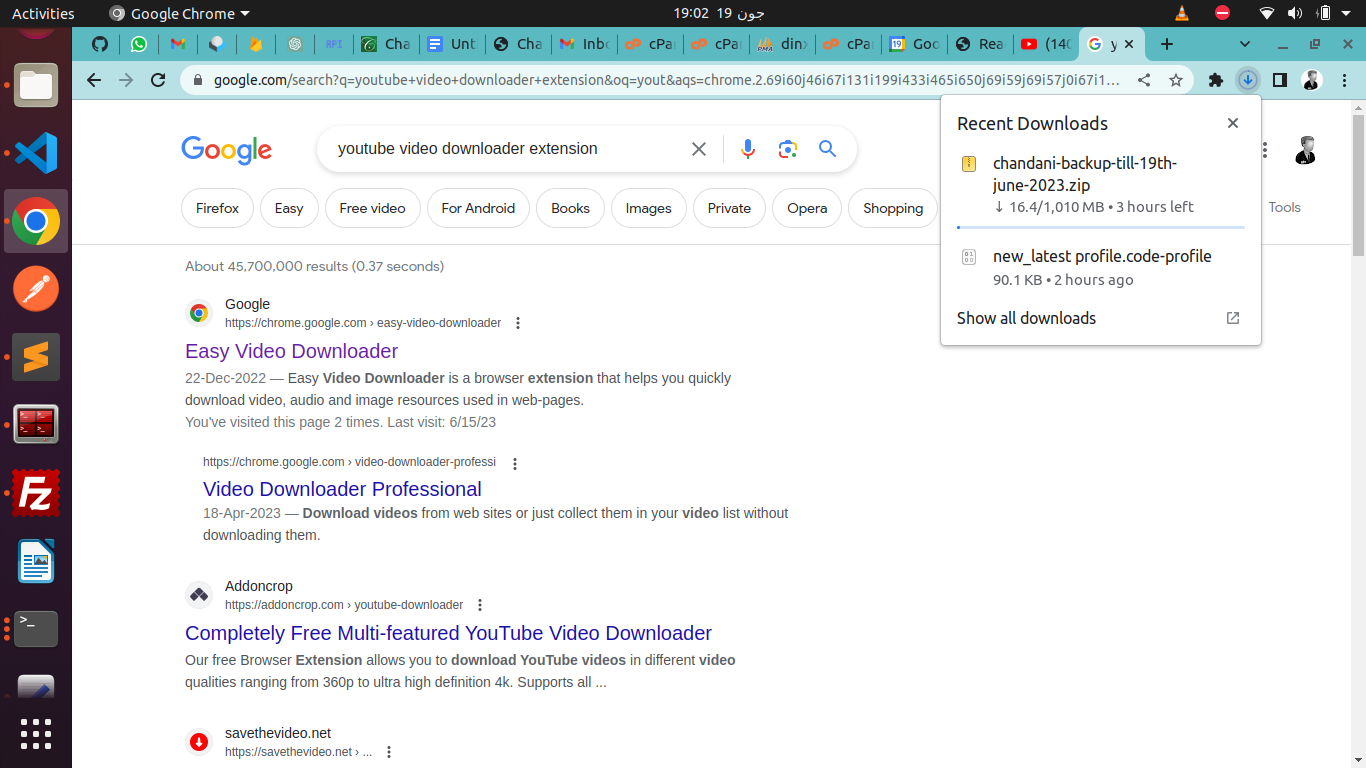 Activities
Google Chrome
19:02 19 جون
Cha
Unt
Cha
Inbo
cPa
cPa
dinx
cPa
Goo
Rea
(140
y
google.com/search?q=youtube+video+downloader+extension&oq=yout&aqs=chrome.2.69i60j46i67i131i199i433i465i650j69i59j69i57j0i67i1…
Recent Downloads
chandani-backup-till-19th-
june-2023.zip
↓ 16.4/1,010 MB • 3 hours left
new_latest profile.code-profile
90.1 KB • 2 hours ago
Show all downloads
Google
youtube video downloader extension
Firefox
Easy
Free video
For Android
Books
Images
Private
Opera
Shopping
Tools
About 45,700,000 results (0.37 seconds)
Google
https://chrome.google.com › easy-video-downloader
Easy Video Downloader
22-Dec-2022 — Easy Video Downloader is a browser extension that helps you quickly
download video, audio and image resources used in web-pages.
You've visited this page 2 times. Last visit: 6/15/23
https://chrome.google.com › video-downloader-professi
Video Downloader Professional
18-Apr-2023 — Download videos from web sites or just collect them in your video list without
downloading them.
Addoncrop
https://addoncrop.com › youtube-downloader
Completely Free Multi-featured YouTube Video Downloader
Our free Browser Extension allows you to download YouTube videos in different video
qualities ranging from 360p to ultra high definition 4k. Supports all ...
savethevideo.net
https://savethevideo.net › ...